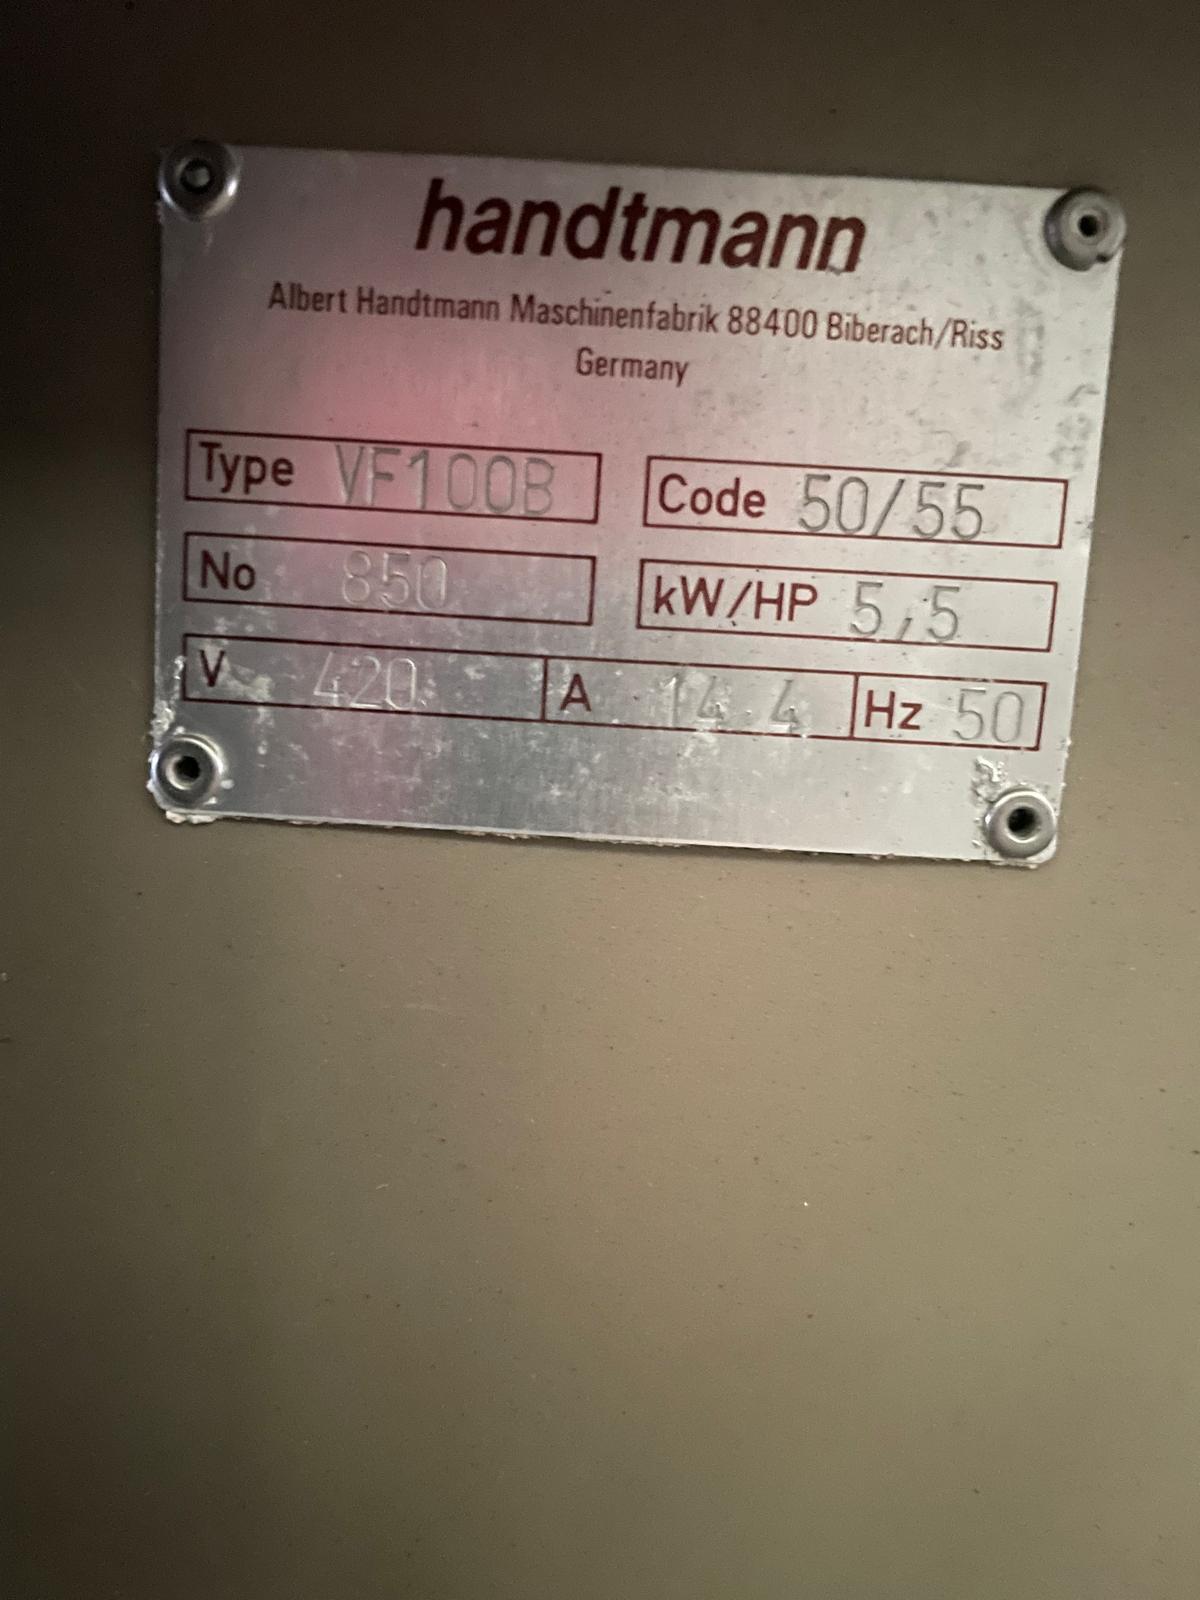 handtmann
Albert Handtmann Maschinenfabrik 88400 Biberach/Riss
Germany
Type VF100B Code 50/55
No 850 kW/HP 5,5
V 420 A 14.4 Hz 50